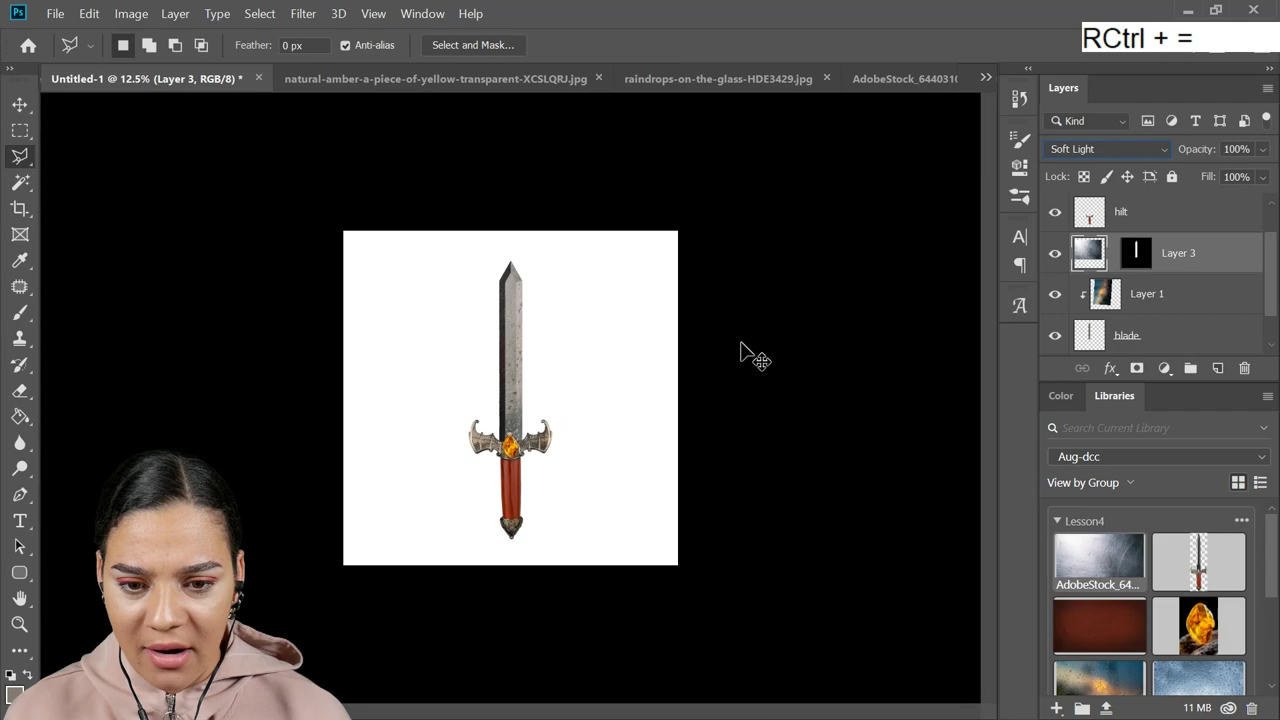 Ps File Edit Image Layer Type Select Filter 3D View Window Help
RCtrl + =
Feather: 0 px Anti-alias Select and Mask...
Untitled-1 @ 12.5% (Layer 3, RGB/8) * natural-amber-a-piece-of-yellow-transparent-XCSLQRJ.jpg raindrops-on-the-glass-HDE3429.jpg AdobeStock_6440310
Layers
Kind
Soft Light Opacity: 100%
Lock: Fill: 100%
hilt
Layer 3
Layer 1
blade
Color Libraries
Search Current Library
Aug-dcc
View by Group
Lesson4
AdobeStock_64...
11 MB